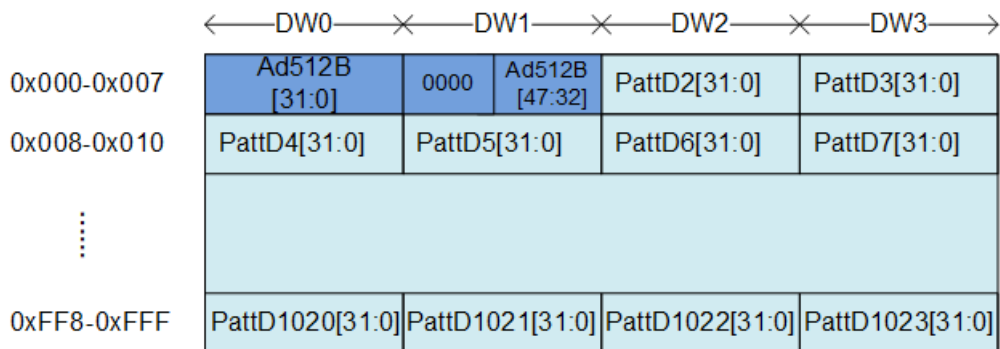 DW0 DW1 DW2 DW3
0x000-0x007 Ad512B [31:0] 0000 Ad512B [47:32] PattD2[31:0] PattD3[31:0]
0x008-0x010 PattD4[31:0] PattD5[31:0] PattD6[31:0] PattD7[31:0]
0xFF8-0xFFF PattD1020[31:0] PattD1021[31:0] PattD1022[31:0] PattD1023[31:0]